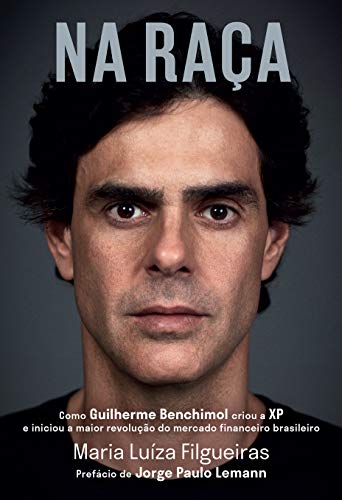 NA RAÇA
Como Guilherme Benchimol criou a XP
e iniciou a maior revolução do mercado financeiro brasileiro
Maria Luíza Filgueiras
Prefácio de Jorge Paulo Lemann